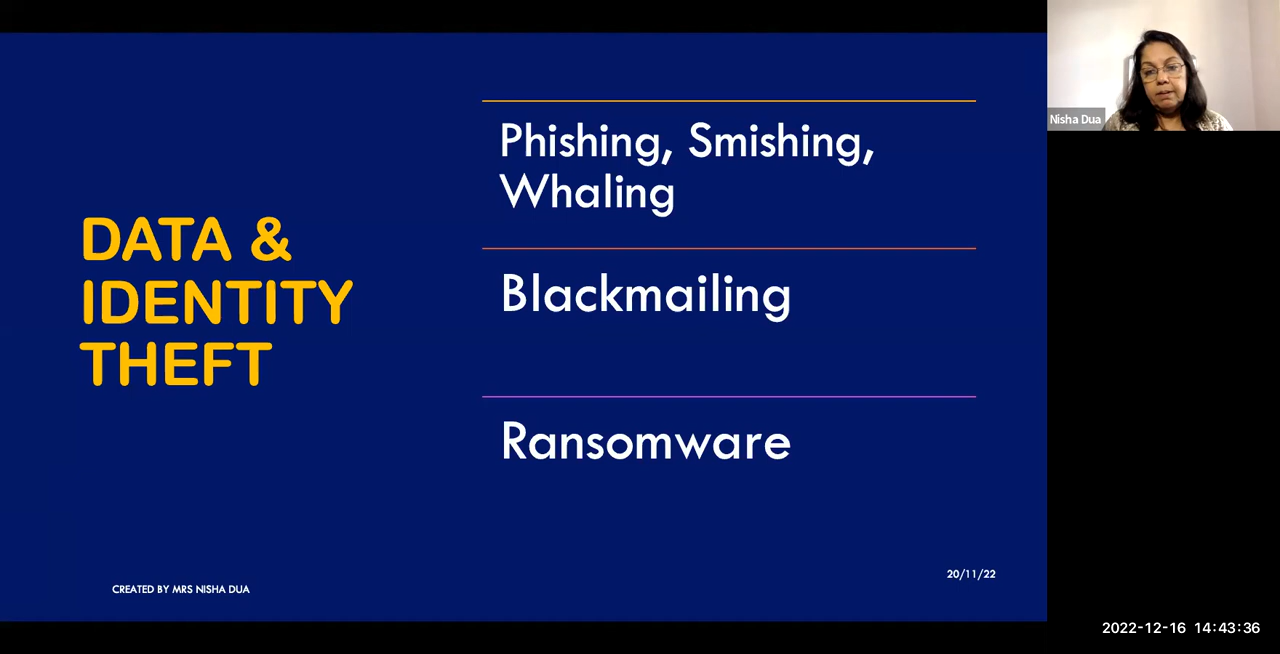 DATA &
IDENTITY
THEFT
Phishing, Smishing,
Whaling
Blackmailing
Ransomware
CREATED BY MRS NISHA DUA
20/11/22
Nisha Dua
2022-12-16 14:43:36